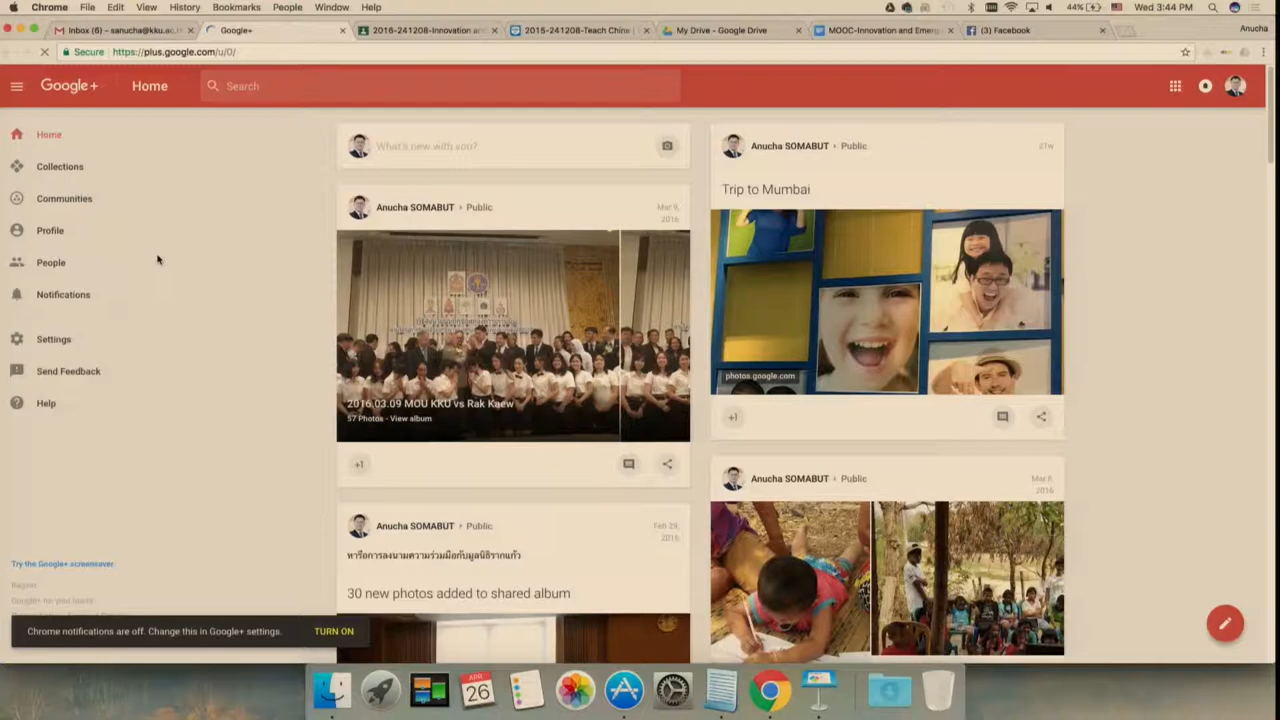 Chrome File Edit View History Bookmarks People Window Help
44% Wed 3:44 PM
Inbox (6) - sanucha@kku.ac.t
Google+
2016-241208-Innovation an
2015-241208-Teach Chin
My Drive - Google Drive
MOOC-Innovation and Emerg
(3) Facebook
Anucha
Secure https://plus.google.com/u/0/
Google+ Home Search
Home
Collections
Communities
Profile
People
Notifications
Settings
Send Feedback
Help
Try the Google+ screensaver
Region
Chrome notifications are off. Change this in Google+ settings. TURN ON
What's new with you?
Anucha SOMABUT Public
Mar 9,
2016
2016.03.09 MOU KKU vs Rak Kaew
57 Photos - View album
+1
Anucha SOMABUT Public
Feb 29,
2016
หารือการลงนามความร่วมมือกับมูลนิธิรากแก้ว
30 new photos added to shared album
Anucha SOMABUT Public
Trip to Mumbai
photos.google.com
+1
Anucha SOMABUT Public
Mar 8,
2016
APR
26